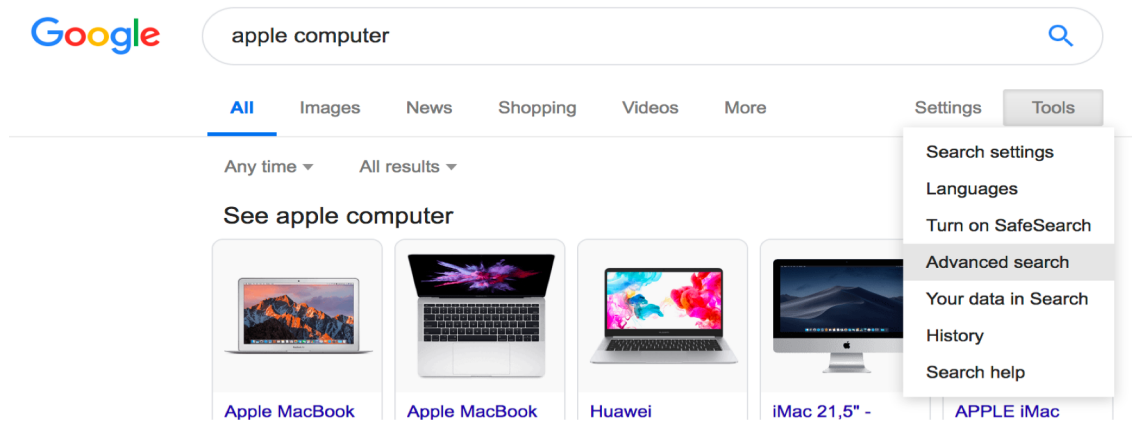 Google
apple computer
All Images News Shopping Videos More Settings Tools
Any time All results
Search settings
Languages
Turn on SafeSearch
Advanced search
Your data in Search
History
Search help
See apple computer
Apple MacBook
Apple MacBook
Huawei
iMac 21,5" -
APPLE iMac